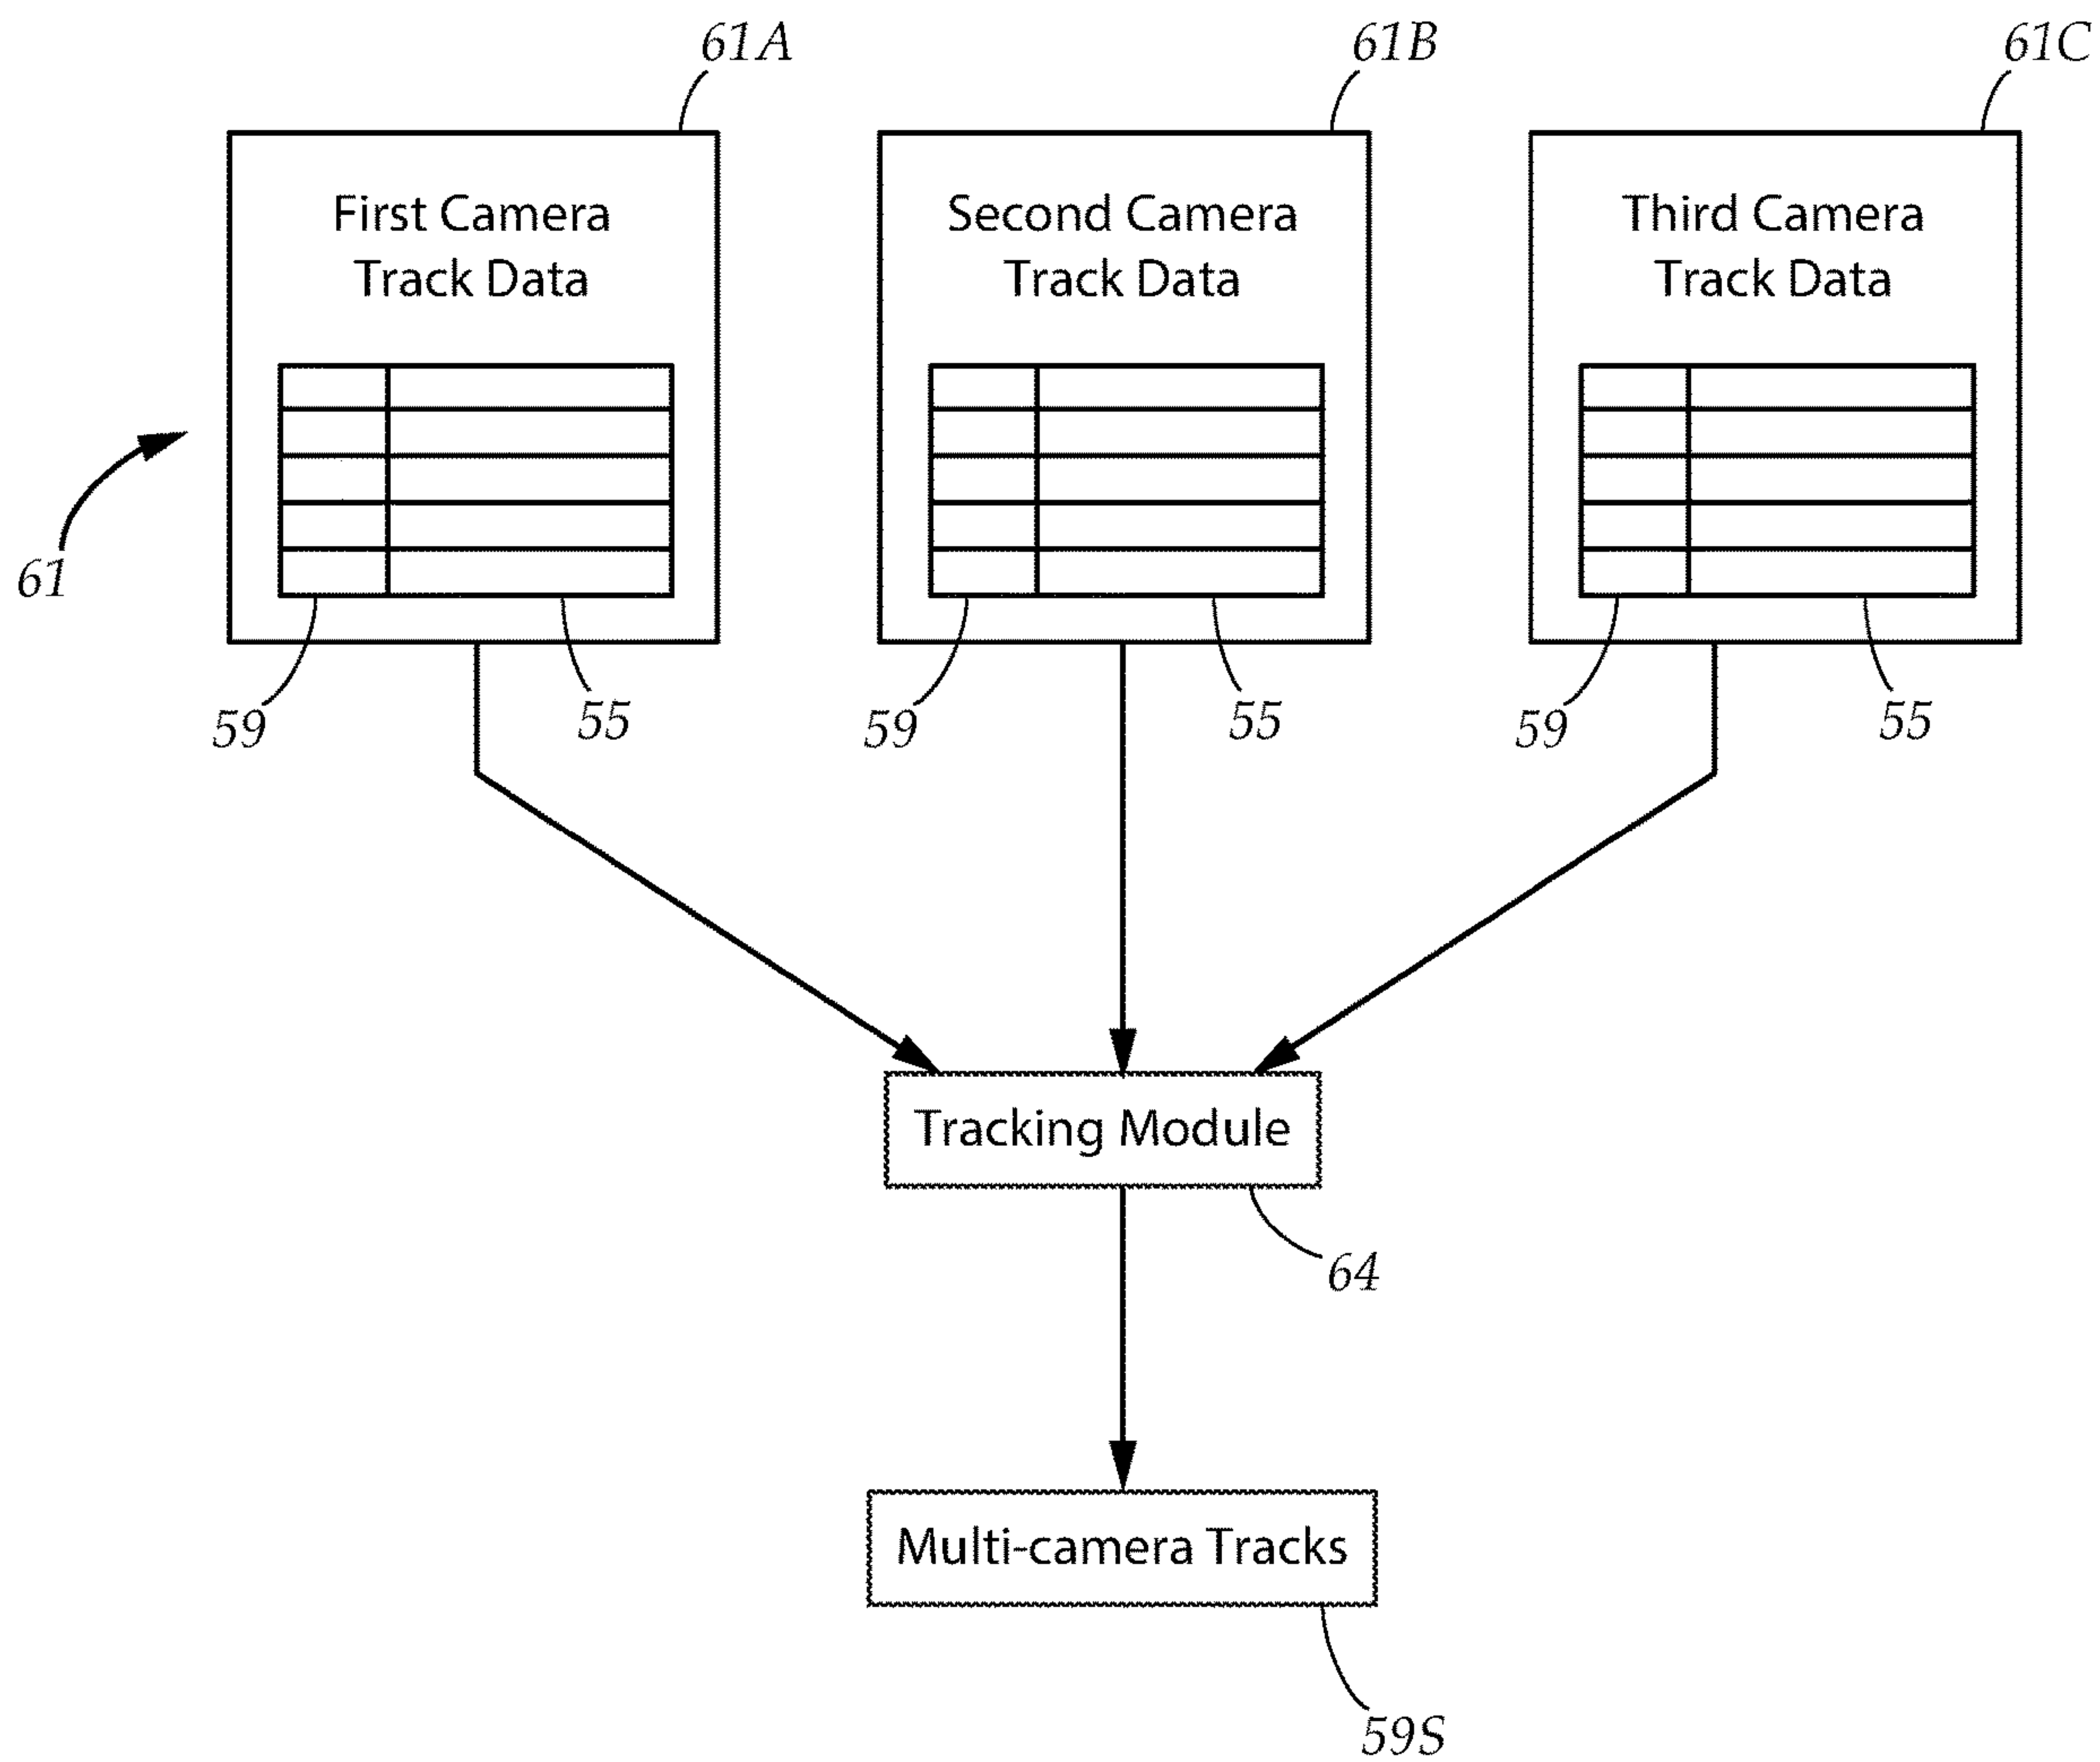 61A
61B
61C
First Camera
Track Data
Second Camera
Track Data
Third Camera
Track Data
61
59
55
59
55
59
55
Tracking Module
64
Multi-camera Tracks
59S